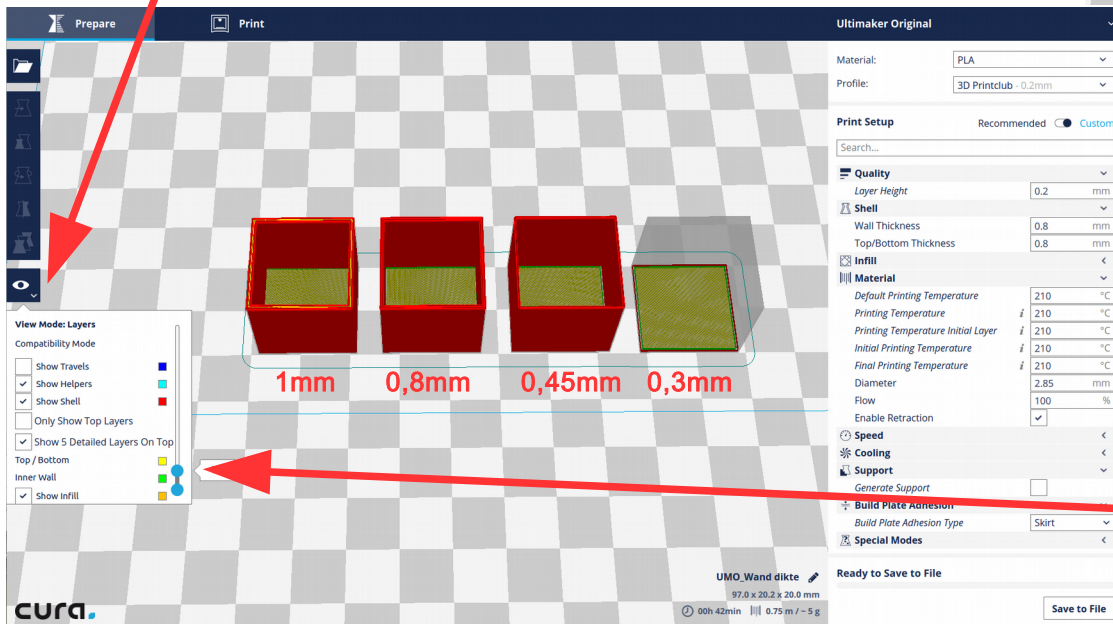 Prepare
Print
Ultimaker Original
Material: PLA
Profile: 3D Printclub - 0.2mm
Print Setup Recommended Custom
Search...
Quality
Layer Height 0.2 mm
Shell
Wall Thickness 0.8 mm
Top/Bottom Thickness 0.8 mm
Infill
Material
Default Printing Temperature 210 °C
Printing Temperature i 210 °C
Printing Temperature Initial Layer i 210 °C
Initial Printing Temperature i 210 °C
Final Printing Temperature i 210 °C
Diameter 2.85 mm
Flow 100 %
Enable Retraction
Speed
Cooling
Support
Generate Support
Build Plate Adhesion
Build Plate Adhesion Type Skirt
Special Modes
Ready to Save to File
Save to File
View Mode: Layers
Compatibility Mode
Show Travels
Show Helpers
Show Shell
Only Show Top Layers
Show 5 Detailed Layers On Top
Top / Bottom
Inner Wall
Show Infill
1mm 0,8mm 0,45mm 0,3mm
UMO_Wand dikte
97.0 x 20.2 x 20.0 mm
00h 42min 0.75 m / ~ 5 g
cura.